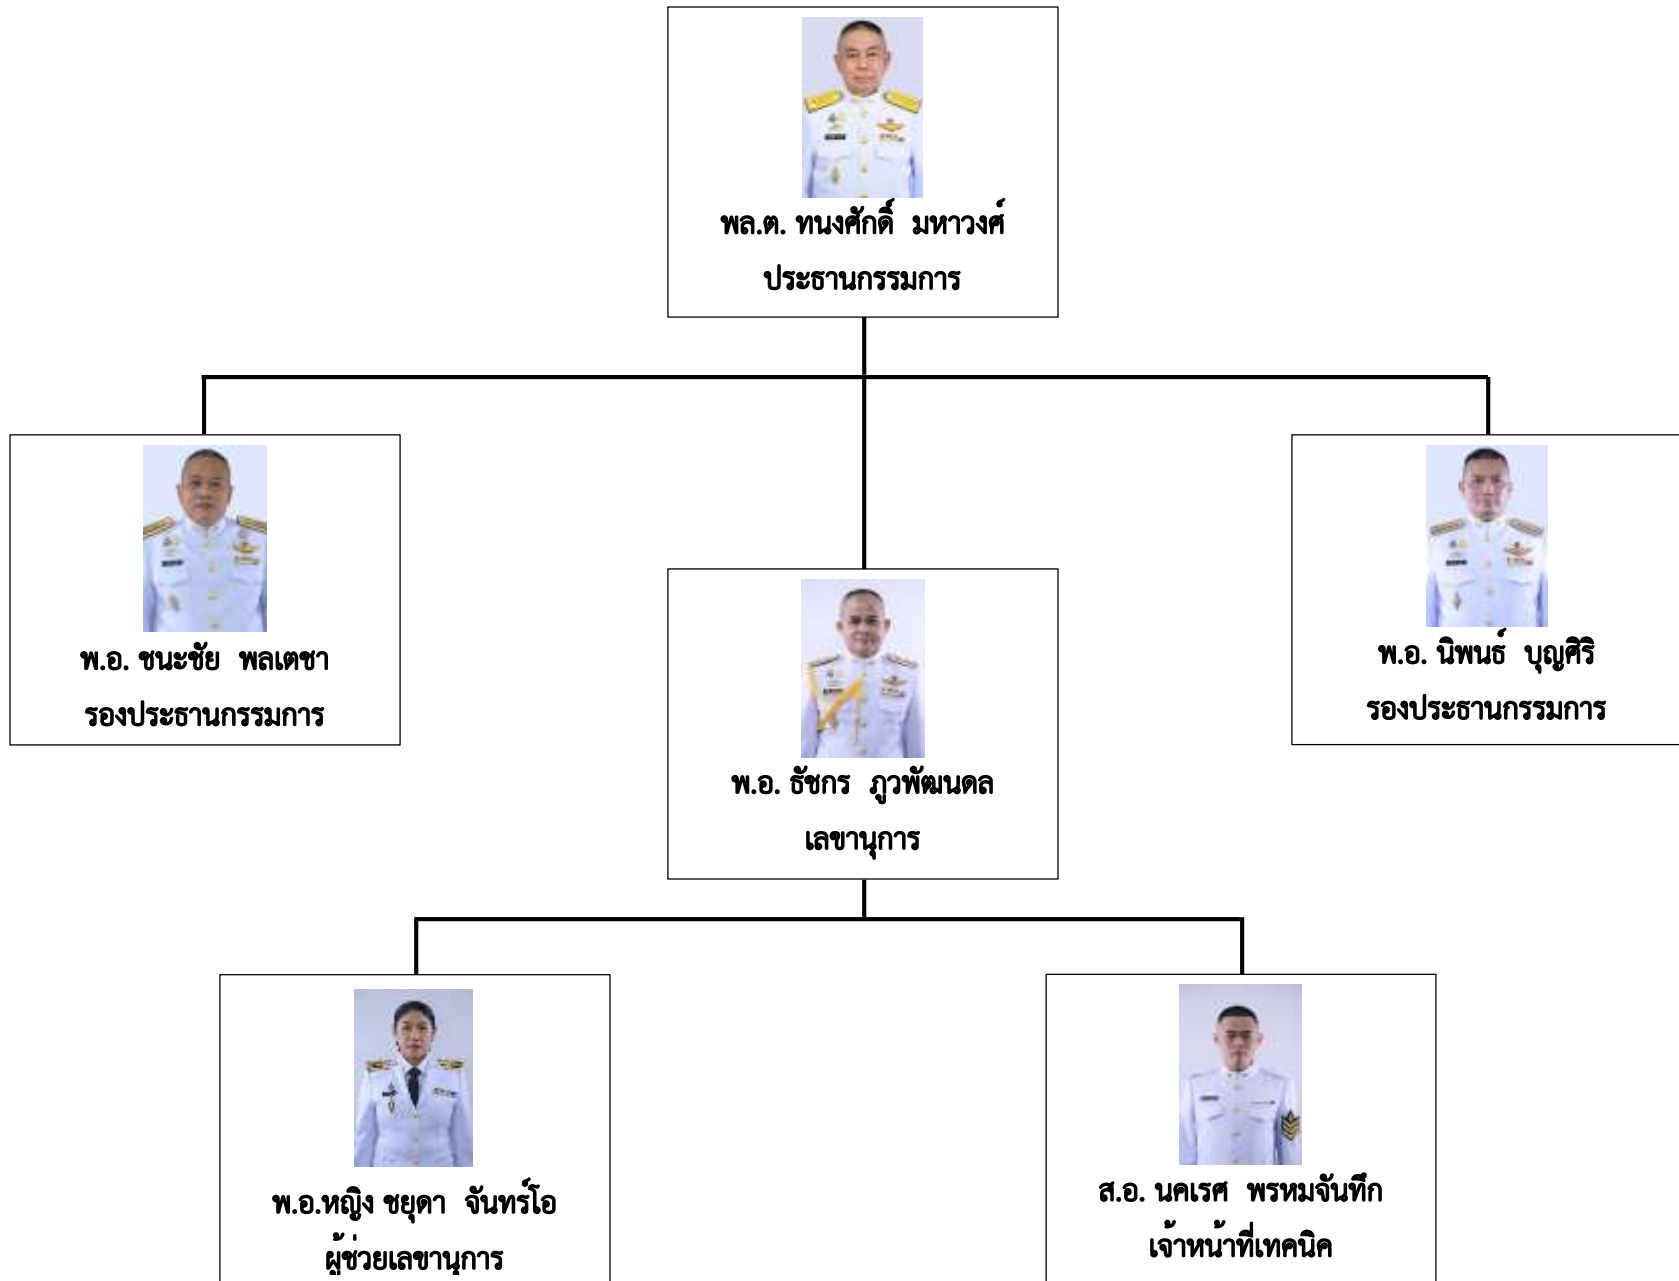 พล.ต. ทนงศักดิ์ มหาวงศ์
ประธานกรรมการ
พ.อ. ชนะชัย พลเตชา
รองประธานกรรมการ
พ.อ. นิพนธ์ บุญศิริ
รองประธานกรรมการ
พ.อ. ธัชกร ภูวพัฒนดล
เลขานุการ
พ.อ.หญิง ชยุดา จันทร์โอ
ผู้ช่วยเลขานุการ
ส.อ. นคเรศ พรหมจันทึก
เจ้าหน้าที่เทคนิค